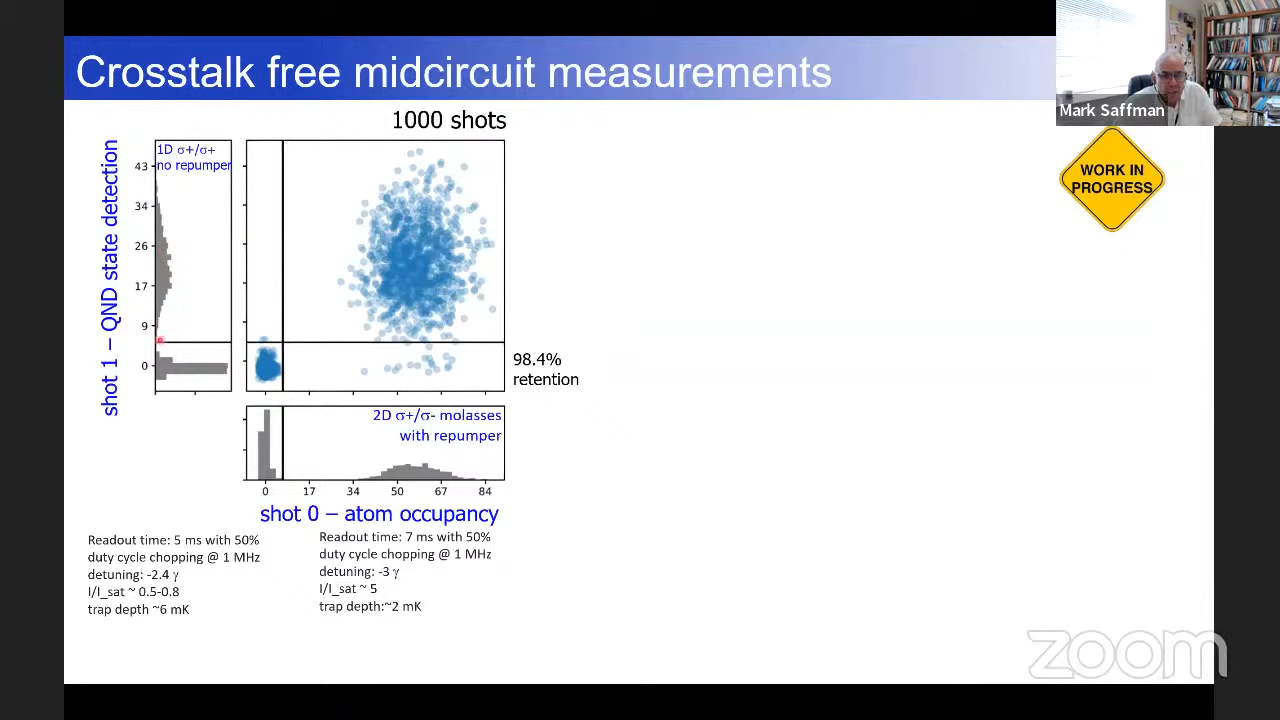 Crosstalk free midcircuit measurements
Mark Saffman
WORK IN
PROGRESS
1000 shots
1D σ+/σ+
no repumper
shot 1 – QND state detection
43
34
26
17
9
0
98.4%
retention
2D σ+/σ- molasses
with repumper
0 17 34 50 67 84
shot 0 – atom occupancy
Readout time: 5 ms with 50%
duty cycle chopping @ 1 MHz
detuning: -2.4 γ
I/I_sat ~ 0.5-0.8
trap depth ~6 mK
Readout time: 7 ms with 50%
duty cycle chopping @ 1 MHz
detuning: -3 γ
I/I_sat ~ 5
trap depth:~2 mK
zoom